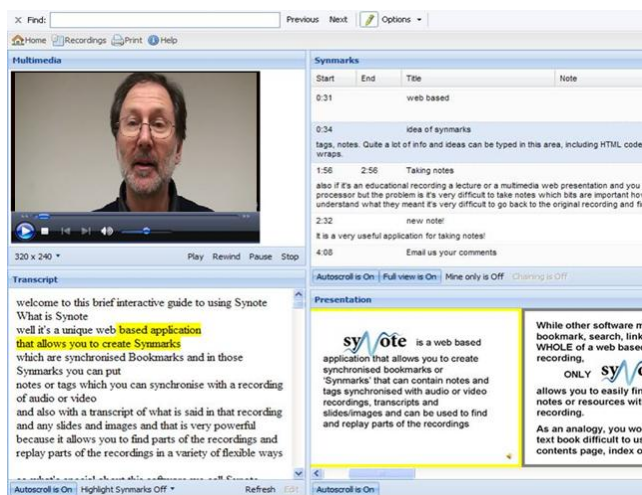 Find:
Previous Next Options
Home Recordings Print Help
Multimedia
320 x 240
Play Rewind Pause Stop
Transcript
welcome to this brief interactive guide to using Synote
What is Synote
well it's a unique web based application
that allows you to create Synmarks
which are synchronised Bookmarks and in those
Synmarks you can put
notes or tags which you can synchronise with a recording
of audio or video
and also with a transcript of what is said in that recording
and any slides and images and that is very powerful
because it allows you to find parts of the recordings and
replay parts of the recordings in a variety of flexible ways
so what's special about this software we call Synote
Autoscroll is On Highlight Synmarks Off Refresh Edit
Synmarks
Start End Title Note
0:31 web based
0:34 idea of synmarks
tags, notes. Quite a lot of info and ideas can be typed in this area, including HTML code
wraps.
1:56 2:56 Taking notes
also if it's an educational recording a lecture or a multimedia web presentation and you
processor but the problem is it's very difficult to take notes which bits are important how
understand what they meant it's very difficult to go back to the original recording and fi
2:32 new note!
It is a very useful application for taking notes!
4:08 Email us your comments
Autoscroll is On Full view is On Mine only is Off Chaining is Off
Presentation
syNote is a web based
application that allows you to create
synchronised bookmarks or
'Synmarks' that can contain notes and
tags synchronised with audio or video
recordings, transcripts and
slides/images and can be used to find
and replay parts of the recordings
While other software m
bookmark, search, link
WHOLE of a web based
recording,
ONLY syNo
allows you to easily fin
notes or resources wit
recording.
As an analogy, you wo
text book difficult to us
contents page, index o
Autoscroll is On